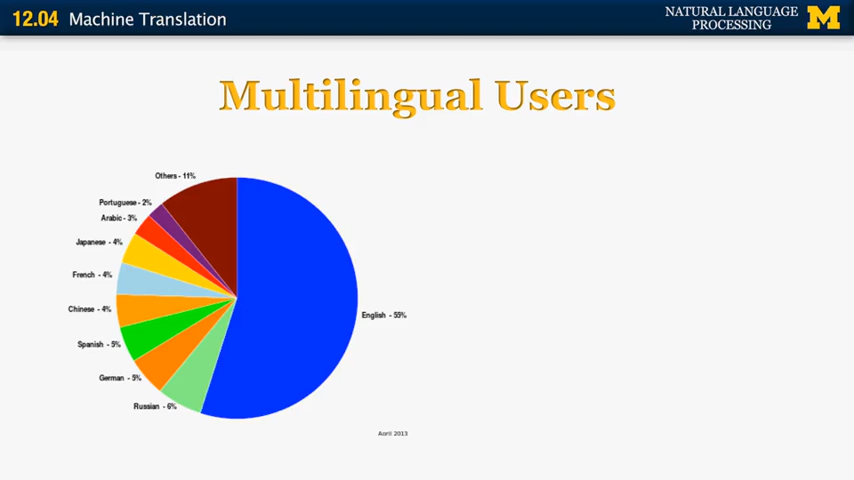 12.04 Machine Translation
NATURAL LANGUAGE
PROCESSING
M
Multilingual Users
Others - 11%
Portuguese - 2%
Arabic - 3%
Japanese - 4%
French - 4%
Chinese - 4%
Spanish - 5%
German - 5%
Russian - 6%
English - 55%
April 2013